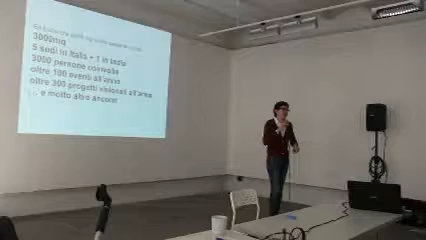 3000mq
5 sedi in Italia + 1 in India
3000 persone coinvolte
oltre 100 eventi all'anno
oltre 300 progetti visionati all'anno
... e molto altro ancora!